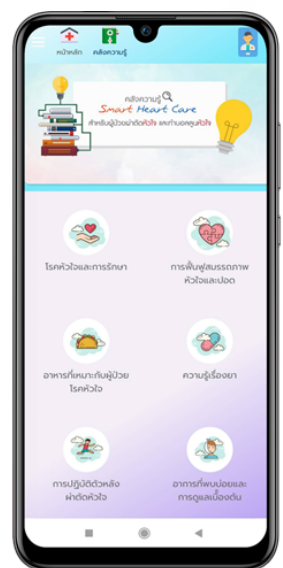 หน้าหลัก คลังความรู้
คลังความรู้
Smart Heart Care
สำหรับผู้ป่วยผ่าตัดหัวใจ และทำบอลลูนหัวใจ
โรคหัวใจและการรักษา
การฟื้นฟูสมรรถภาพ
หัวใจและปอด
อาหารที่เหมาะกับผู้ป่วย
โรคหัวใจ
ความรู้เรื่องยา
การปฏิบัติตัวหลัง
ผ่าตัดหัวใจ
อาการที่พบบ่อยและ
การดูแลเบื้องต้น